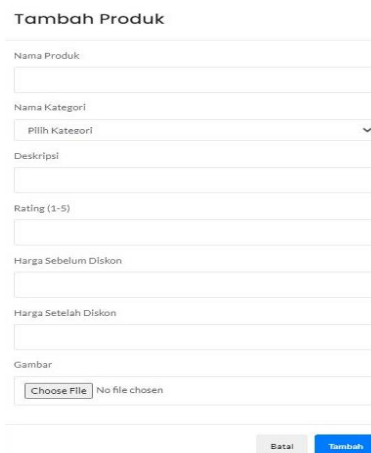 Tambah Produk
Nama Produk
Nama Kategori
Pilih Kategori
Deskripsi
Rating (1-5)
Harga Sebelum Diskon
Harga Setelah Diskon
Gambar
Choose File No file chosen
Batal Tambah